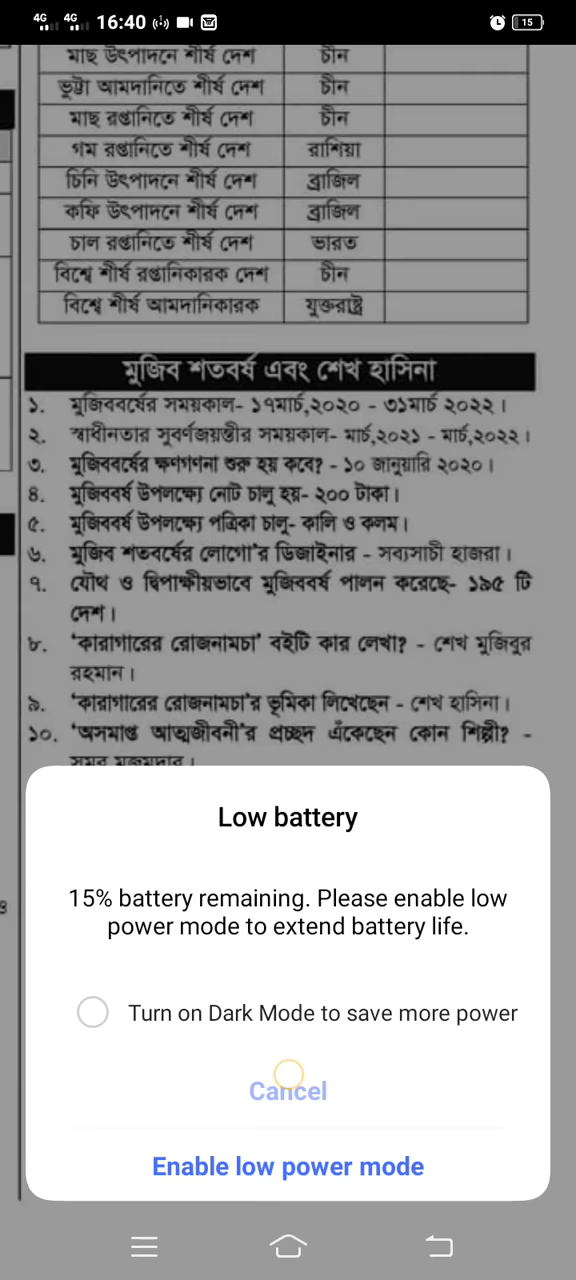 4G 4G 16:40 15
মাছ উৎপাদনে শীর্ষ দেশ চীন
ভুট্টা আমদানিতে শীর্ষ দেশ চীন
মাছ রপ্তানিতে শীর্ষ দেশ চীন
গম রপ্তানিতে শীর্ষ দেশ রাশিয়া
চিনি উৎপাদনে শীর্ষ দেশ ব্রাজিল
কফি উৎপাদনে শীর্ষ দেশ ব্রাজিল
চাল রপ্তানিতে শীর্ষ দেশ ভারত
বিশ্বে শীর্ষ রপ্তানিকারক দেশ চীন
বিশ্বে শীর্ষ আমদানিকারক যুক্তরাষ্ট্র
মুজিব শতবর্ষ এবং শেখ হাসিনা
১. মুজিববর্ষের সময়কাল- ১৭মার্চ,২০২০ - ৩১মার্চ ২০২২।
২. স্বাধীনতার সুবর্ণজয়ন্তীর সময়কাল- মার্চ,২০২১ - মার্চ,২০২২।
৩. মুজিববর্ষের ক্ষণগণনা শুরু হয় কবে? - ১০ জানুয়ারি ২০২০।
৪. মুজিববর্ষ উপলক্ষ্যে নোট চালু হয়- ২০০ টাকা।
৫. মুজিববর্ষ উপলক্ষ্যে পত্রিকা চালু- কালি ও কলম।
৬. মুজিব শতবর্ষের লোগো'র ডিজাইনার - সব্যসাচী হাজরা।
৭. যৌথ ও দ্বিপাক্ষীয়ভাবে মুজিববর্ষ পালন করেছে- ১৯৫ টি
দেশ।
৮. 'কারাগারের রোজনামচা' বইটি কার লেখা? - শেখ মুজিবুর
রহমান।
৯. 'কারাগারের রোজনামচা'র ভূমিকা লিখেছেন - শেখ হাসিনা।
১০. 'অসমাপ্ত আত্মজীবনী'র প্রচ্ছদ এঁকেছেন কোন শিল্পী? -
সমর মজুমদার।
Low battery
15% battery remaining. Please enable low
power mode to extend battery life.
Turn on Dark Mode to save more power
Cancel
Enable low power mode